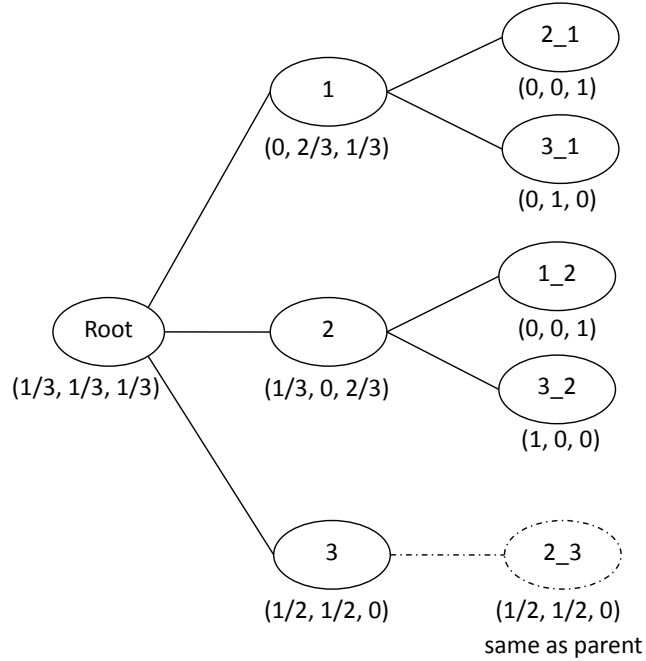 2_1
(0, 0, 1)
1
(0, 2/3, 1/3)
3_1
(0, 1, 0)
1_2
(0, 0, 1)
Root
(1/3, 1/3, 1/3)
2
(1/3, 0, 2/3)
3_2
(1, 0, 0)
3
(1/2, 1/2, 0)
2_3
(1/2, 1/2, 0)
same as parent